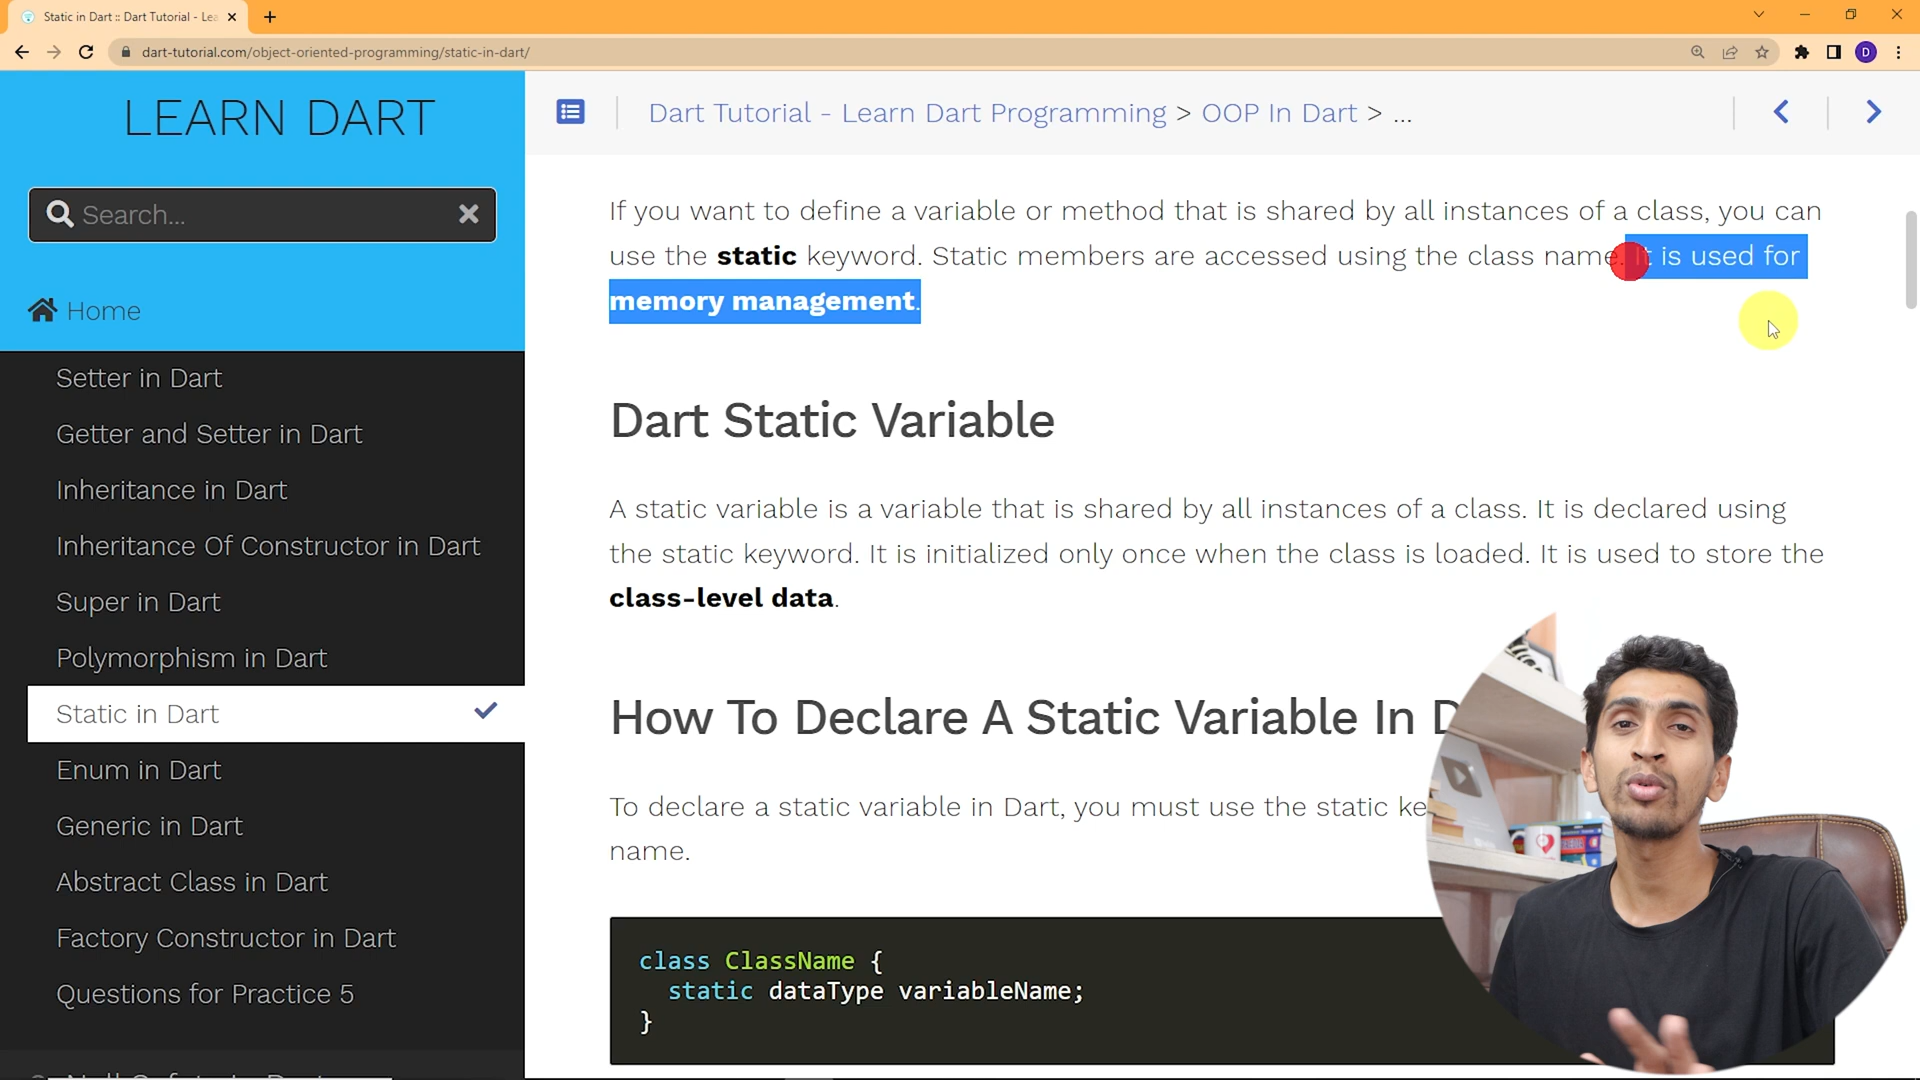 Static in Dart :: Dart Tutorial - Lea
dart-tutorial.com/object-oriented-programming/static-in-dart/
D
LEARN DART
Search...
Home
Setter in Dart
Getter and Setter in Dart
Inheritance in Dart
Inheritance Of Constructor in Dart
Super in Dart
Polymorphism in Dart
Static in Dart
Enum in Dart
Generic in Dart
Abstract Class in Dart
Factory Constructor in Dart
Questions for Practice 5
Dart Tutorial - Learn Dart Programming > OOP In Dart > ...
If you want to define a variable or method that is shared by all instances of a class, you can
use the static keyword. Static members are accessed using the class name. It is used for
memory management.
Dart Static Variable
A static variable is a variable that is shared by all instances of a class. It is declared using
the static keyword. It is initialized only once when the class is loaded. It is used to store the
class-level data.
How To Declare A Static Variable In D
To declare a static variable in Dart, you must use the static ke
name.
class ClassName {
static dataType variableName;
}